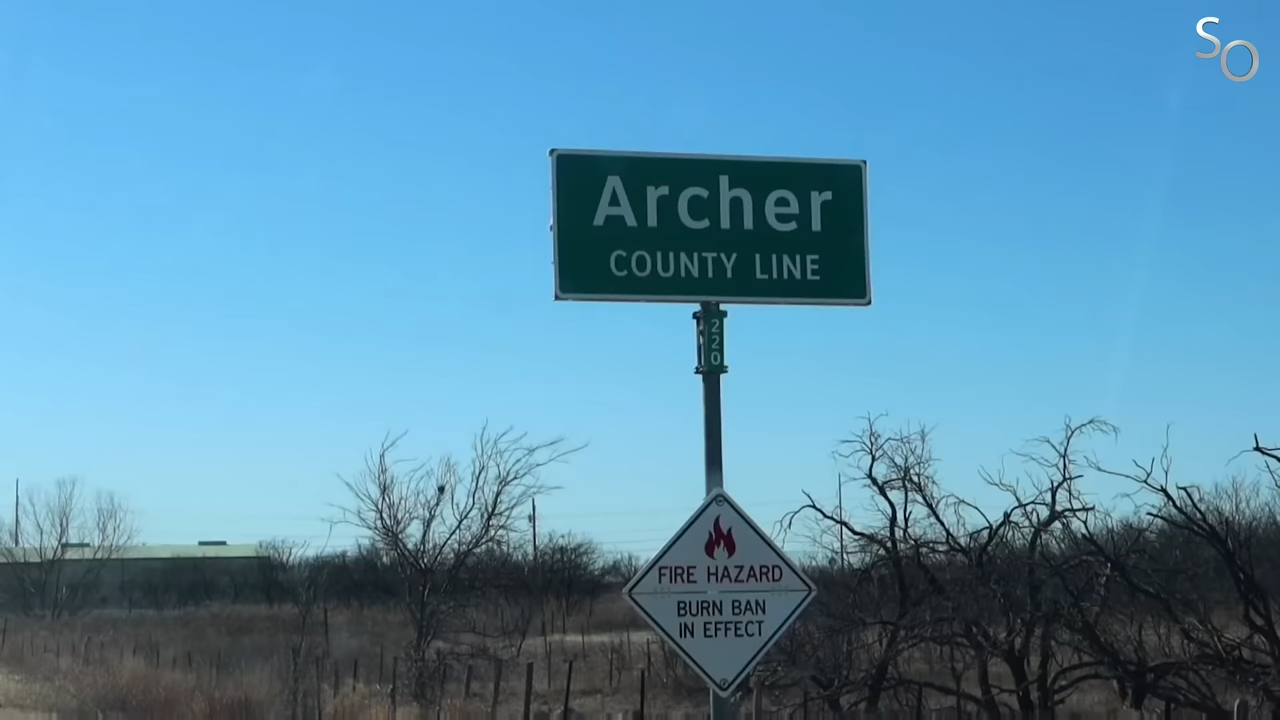 SO
Archer
COUNTY LINE
220
FIRE HAZARD
BURN BAN
IN EFFECT